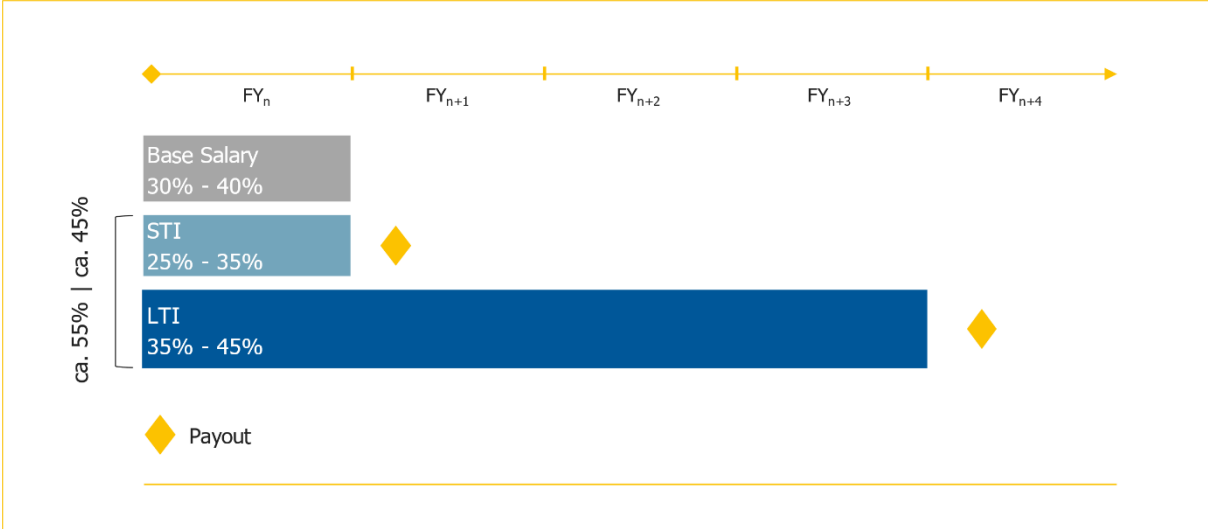 FYn
FYn+1
FYn+2
FYn+3
FYn+4
Base Salary
30% - 40%
ca. 55% | ca. 45%
STI
25% - 35%
LTI
35% - 45%
Payout